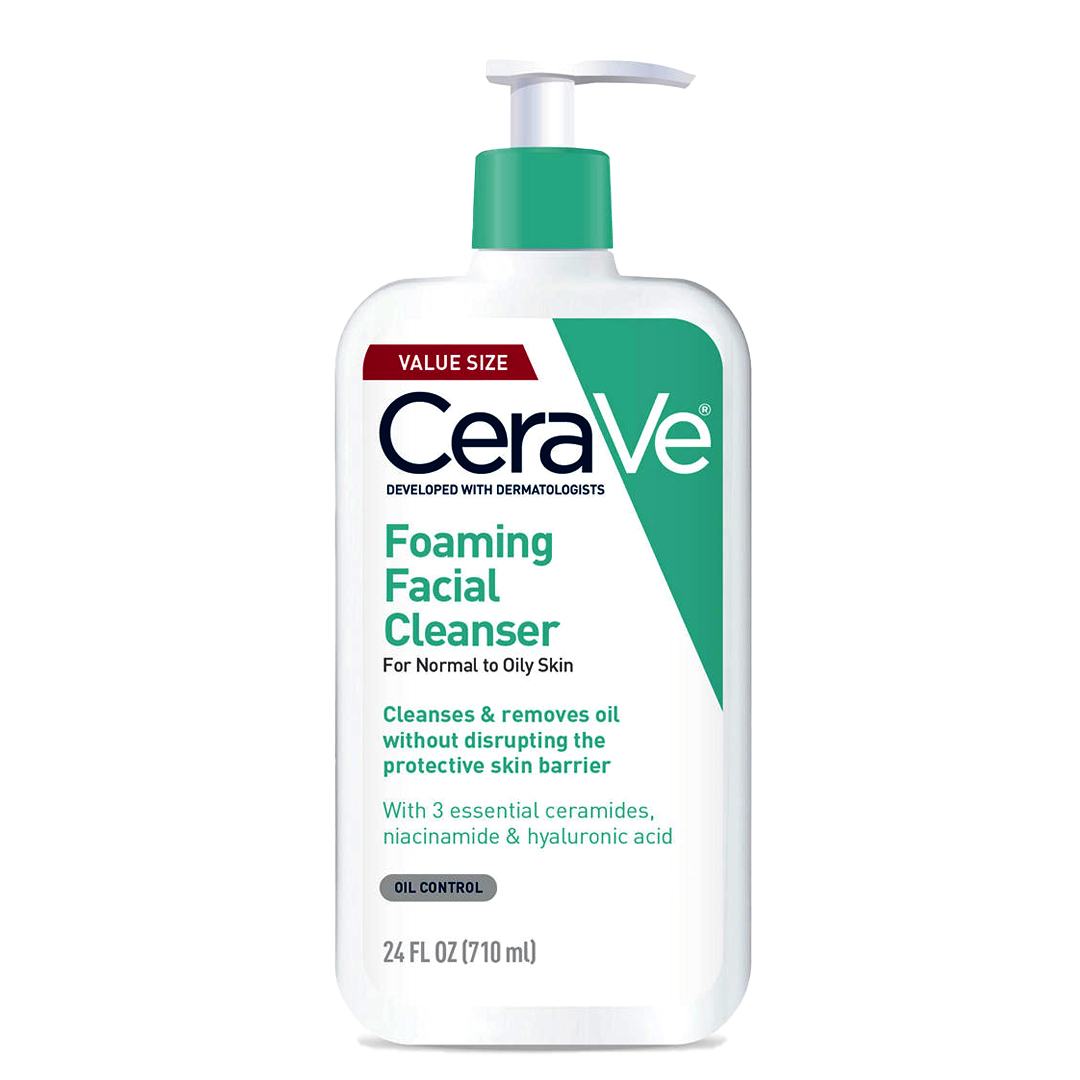 VALUE SIZE
CeraVe®
DEVELOPED WITH DERMATOLOGISTS
Foaming
Facial
Cleanser
For Normal to Oily Skin
Cleanses & removes oil
without disrupting the
protective skin barrier
With 3 essential ceramides,
niacinamide & hyaluronic acid
OIL CONTROL
24 FL OZ (710 ml)